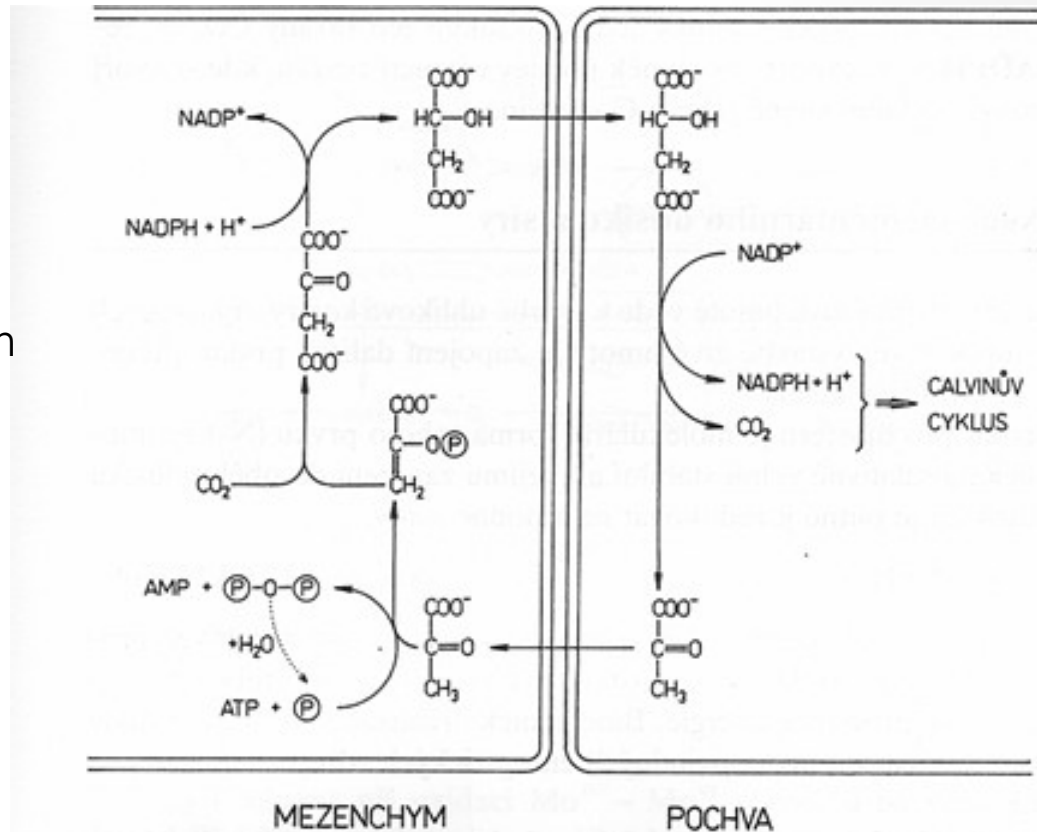 COO⁻
HC—OH
CH₂
COO⁻
COO⁻
HC—OH
CH₂
COO⁻
NADP⁺
NADPH + H⁺
COO⁻
C=O
CH₂
COO⁻
NADP⁺
n
NADPH + H⁺
CO₂
CALVINŮV
CYKLUS
COO⁻
C—OⓅ
CH₂
CO₂
AMP + Ⓟ—O—Ⓟ
+H₂O
ATP + Ⓟ
COO⁻
C=O
CH₃
COO⁻
C=O
CH₃
MEZENCHYM
POCHVA